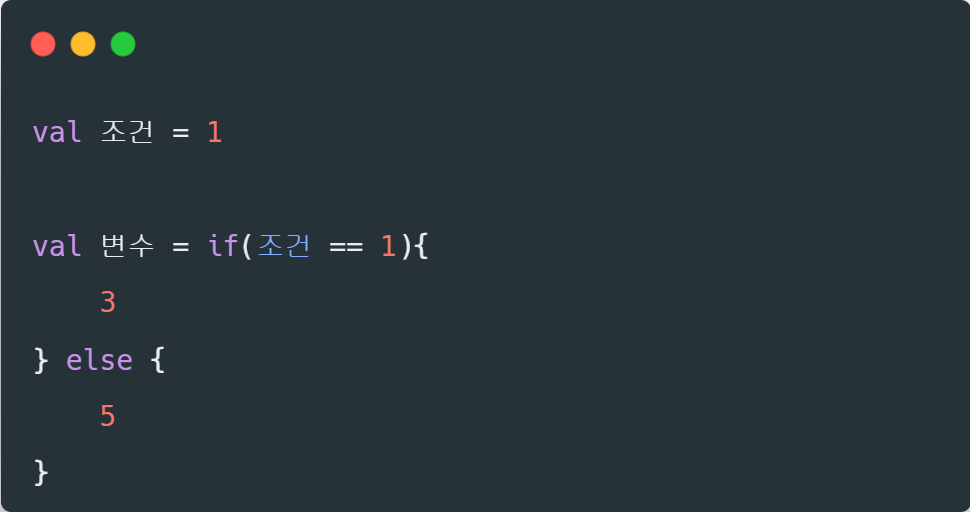 val 조건 = 1
val 변수 = if(조건 == 1){
    3
} else {
    5
}